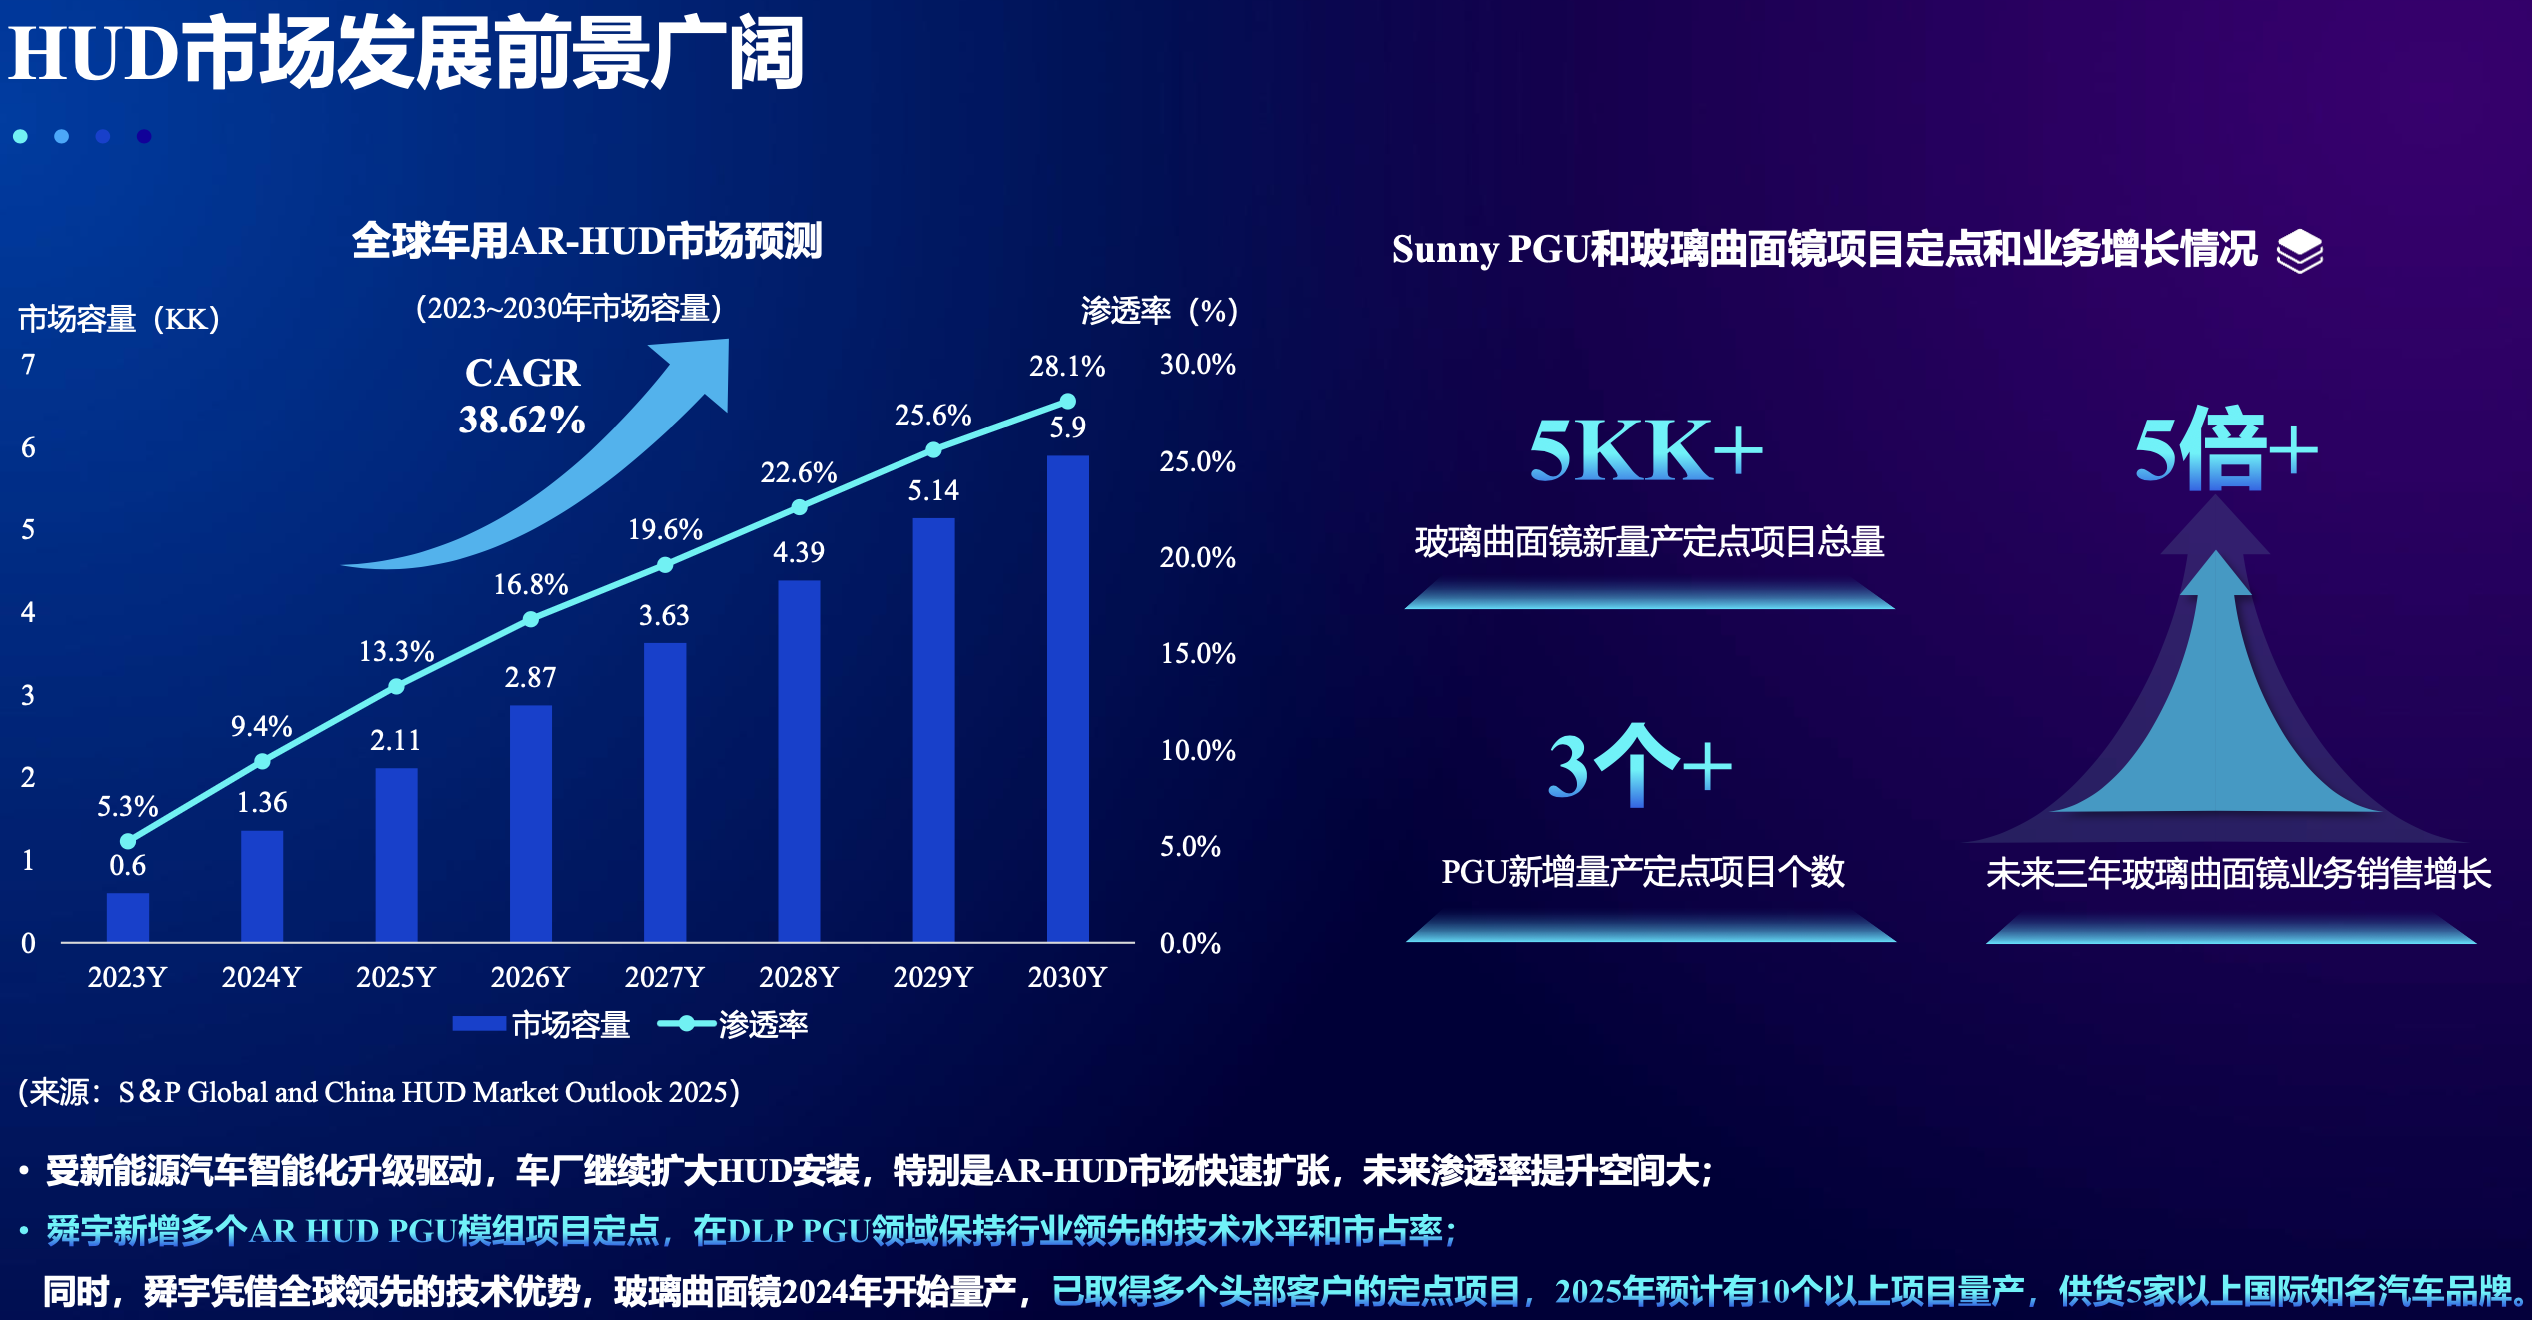 HUD市场发展前景广阔
全球车用AR-HUD市场预测
（2023~2030年市场容量）
市场容量（KK）
渗透率（%）
CAGR
38.62%
7
6
5
4
3
2
1
0
30.0%
25.0%
20.0%
15.0%
10.0%
5.0%
0.0%
5.3%
9.4%
13.3%
16.8%
19.6%
22.6%
25.6%
28.1%
0.6
1.36
2.11
2.87
3.63
4.39
5.14
5.9
2023Y 2024Y 2025Y 2026Y 2027Y 2028Y 2029Y 2030Y
市场容量 渗透率
（来源：S&P Global and China HUD Market Outlook 2025）
Sunny PGU和玻璃曲面镜项目定点和业务增长情况
5KK+
玻璃曲面镜新量产定点项目总量
3个+
PGU新增量产定点项目个数
5倍+
未来三年玻璃曲面镜业务销售增长
• 受新能源汽车智能化升级驱动，车厂继续扩大HUD安装，特别是AR-HUD市场快速扩张，未来渗透率提升空间大；
• 舜宇新增多个AR HUD PGU模组项目定点，在DLP PGU领域保持行业领先的技术水平和市占率；
同时，舜宇凭借全球领先的技术优势，玻璃曲面镜2024年开始量产，已取得多个头部客户的定点项目，2025年预计有10个以上项目量产，供货5家以上国际知名汽车品牌。